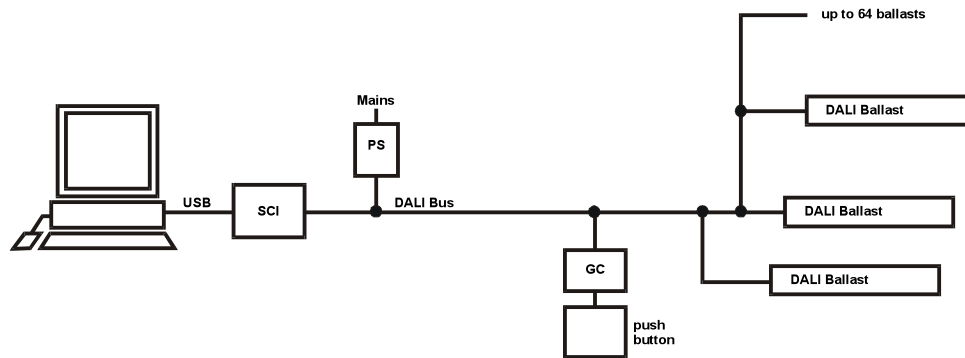 up to 64 ballasts
Mains
DALI Ballast
PS
USB
SCI
DALI Bus
DALI Ballast
GC
DALI Ballast
push
button